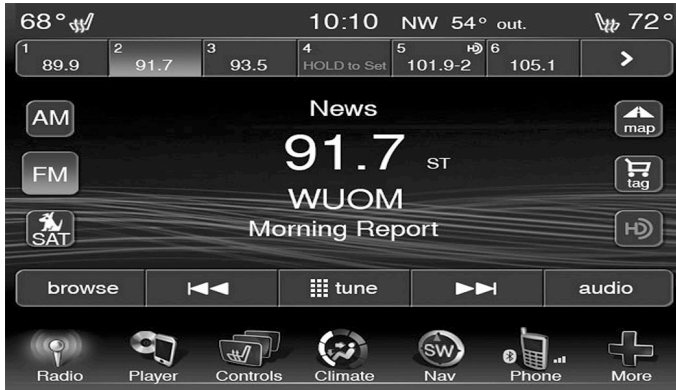 68° 10:10 NW 54° out. 72°
1 2 3 4 5 HD 6
89.9 91.7 93.5 HOLD to Set 101.9-2 105.1 >
AM News map
91.7 ST
FM tag
WUOM
SAT Morning Report HD
browse tune audio
SW
Radio Player Controls Climate Nav Phone More